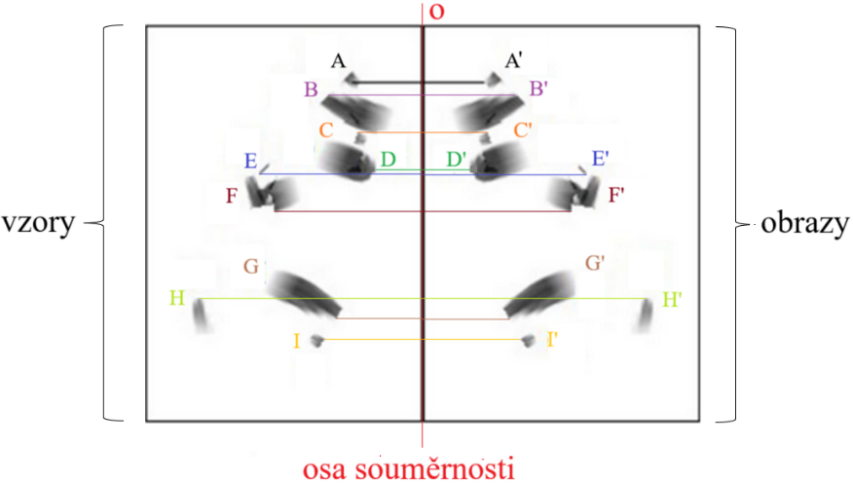 o
A A'
B B'
C C'
D D'
E E'
F F'
vzory obrazy
G G'
H H'
I I'
osa souměrnosti